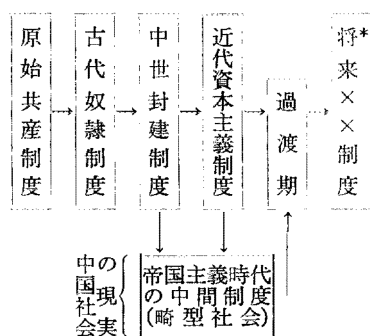 原始共産制度
古代奴隷制度
中世封建制度
近代資本主義制度
過渡期
将来××制度*
中国社会
の現実
帝国主義時代
の中間制度
(畸型社会)